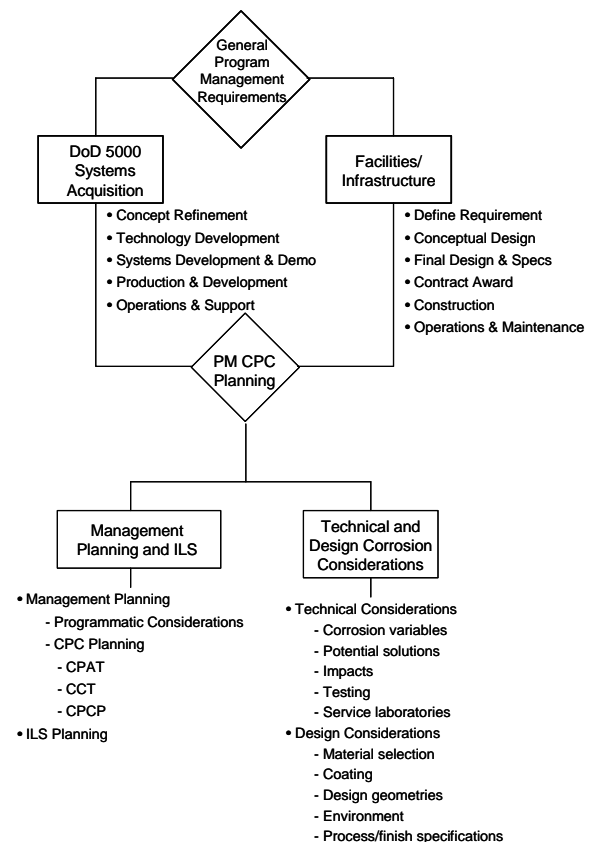 General
Program
Management
Requirements
DoD 5000
Systems
Acquisition
Facilities/
Infrastructure
• Concept Refinement
• Technology Development
• Systems Development & Demo
• Production & Development
• Operations & Support
• Define Requirement
• Conceptual Design
• Final Design & Specs
• Contract Award
• Construction
• Operations & Maintenance
PM CPC
Planning
Management
Planning and ILS
• Management Planning
- Programmatic Considerations
- CPC Planning
- CPAT
- CCT
- CPCP
• ILS Planning
Technical and
Design Corrosion
Considerations
• Technical Considerations
- Corrosion variables
- Potential solutions
- Impacts
- Testing
- Service laboratories
• Design Considerations
- Material selection
- Coating
- Design geometries
- Environment
- Process/finish specifications